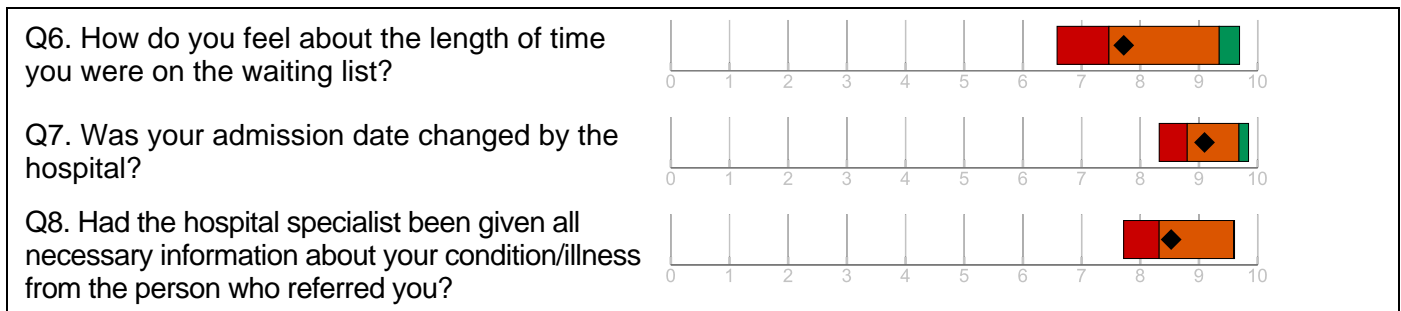 Q6. How do you feel about the length of time
you were on the waiting list?
0 1 2 3 4 5 6 7 8 9 10
Q7. Was your admission date changed by the
hospital?
0 1 2 3 4 5 6 7 8 9 10
Q8. Had the hospital specialist been given all
necessary information about your condition/illness
from the person who referred you?
0 1 2 3 4 5 6 7 8 9 10